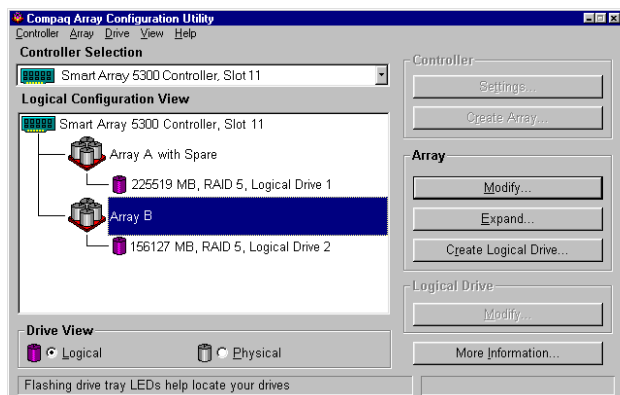 Compaq Array Configuration Utility
Controller Array Drive View Help
Controller Selection
Smart Array 5300 Controller, Slot 11
Logical Configuration View
Smart Array 5300 Controller, Slot 11
Array A with Spare
225519 MB, RAID 5, Logical Drive 1
Array B
156127 MB, RAID 5, Logical Drive 2
Drive View
Logical
Physical
Controller
Settings...
Create Array...
Array
Modify...
Expand...
Create Logical Drive...
Logical Drive
Modify...
More Information...
Flashing drive tray LEDs help locate your drives